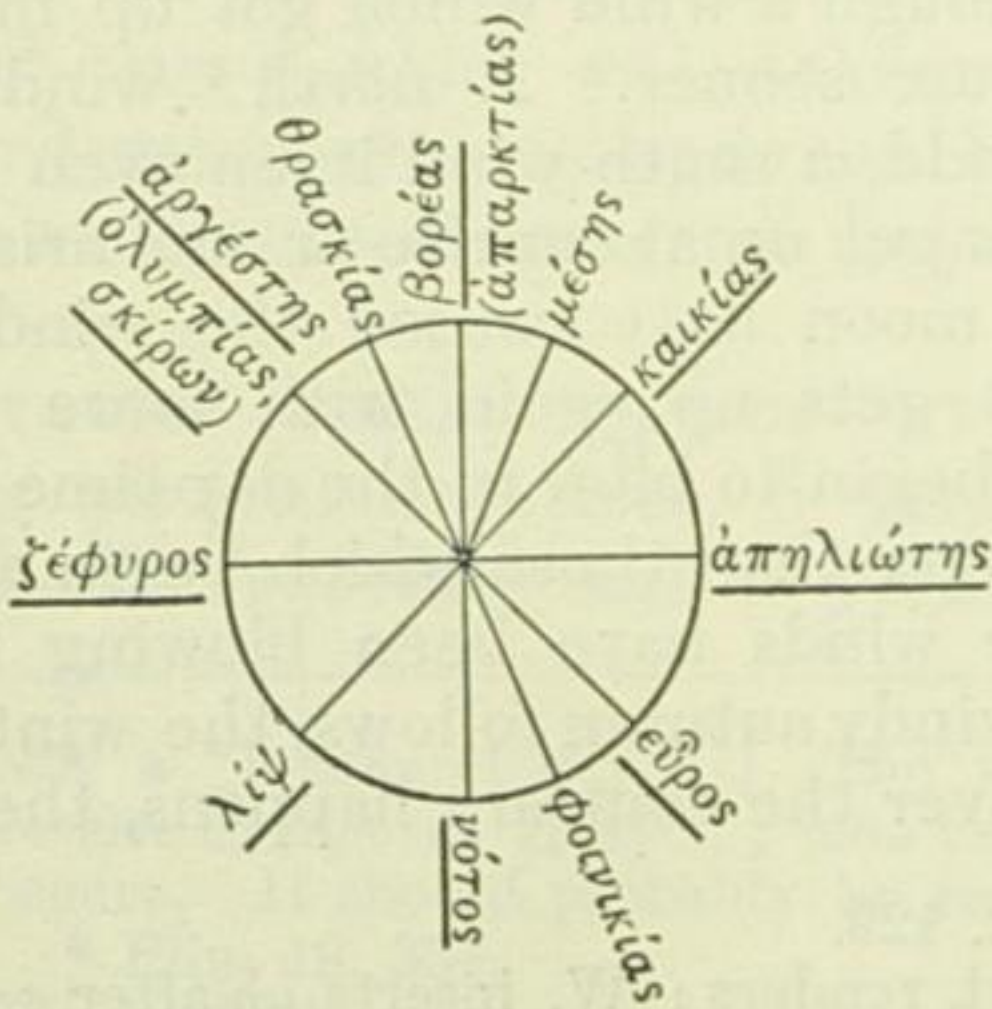 βορέας
(ἀπαρκτίας)
μέσης
καικίας
ἀπηλιώτης
εὖρος
φοινικίας
νότος
λίψ
ζέφυρος
ἀργέστης
(ὀλυμπίας,
σκίρων)
θρασκίας